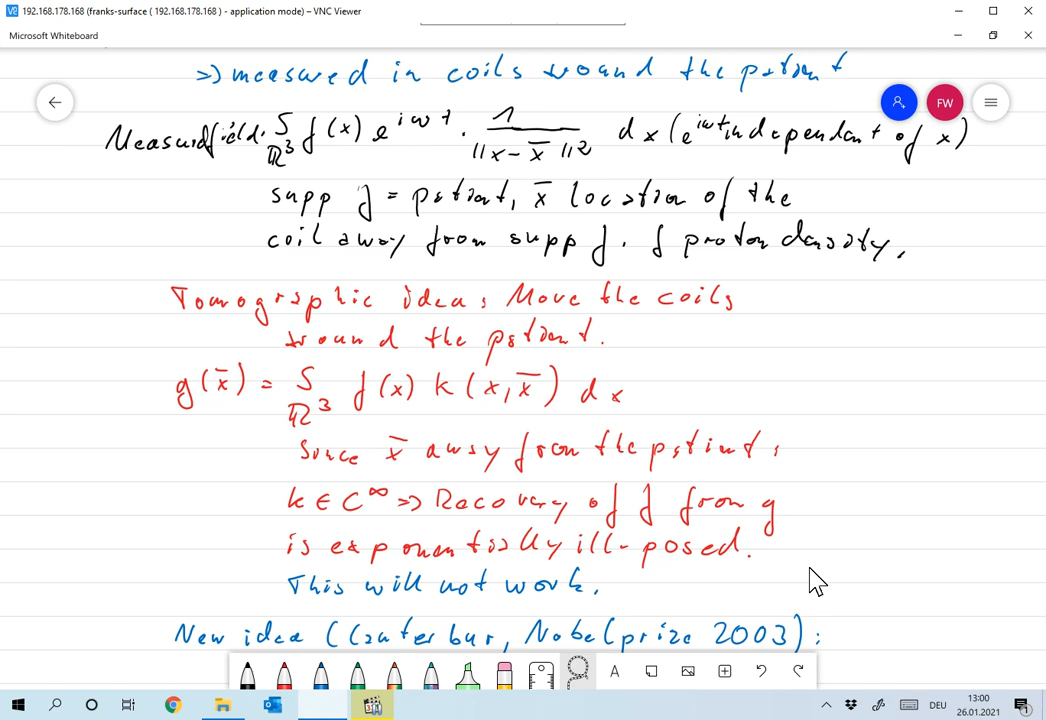 192.168.178.168 (franks-surface ( 192.168.178.168 ) - application mode) – VNC Viewer
Microsoft Whiteboard
=> measured in coils around the patient
FW
Measured field: ∫_{ℝ^3} f(x) e^{iωt} · 1/||x - x̄||^2 dx (e^{iωt} independent of x)
supp f = patient, x̄ location of the
coil away from supp f. f proton density.
Tomographic idea: Move the coils
around the patient.
g(x̄) = ∫_{ℝ^3} f(x) k(x, x̄) dx
Since x̄ away from the patient:
k ∈ C^∞ => Recovery of f from g
is exponentially ill-posed.
This will not work.
New idea (Lauterbur, Nobelprize 2003):
A
DEU
13:00
26.01.2021